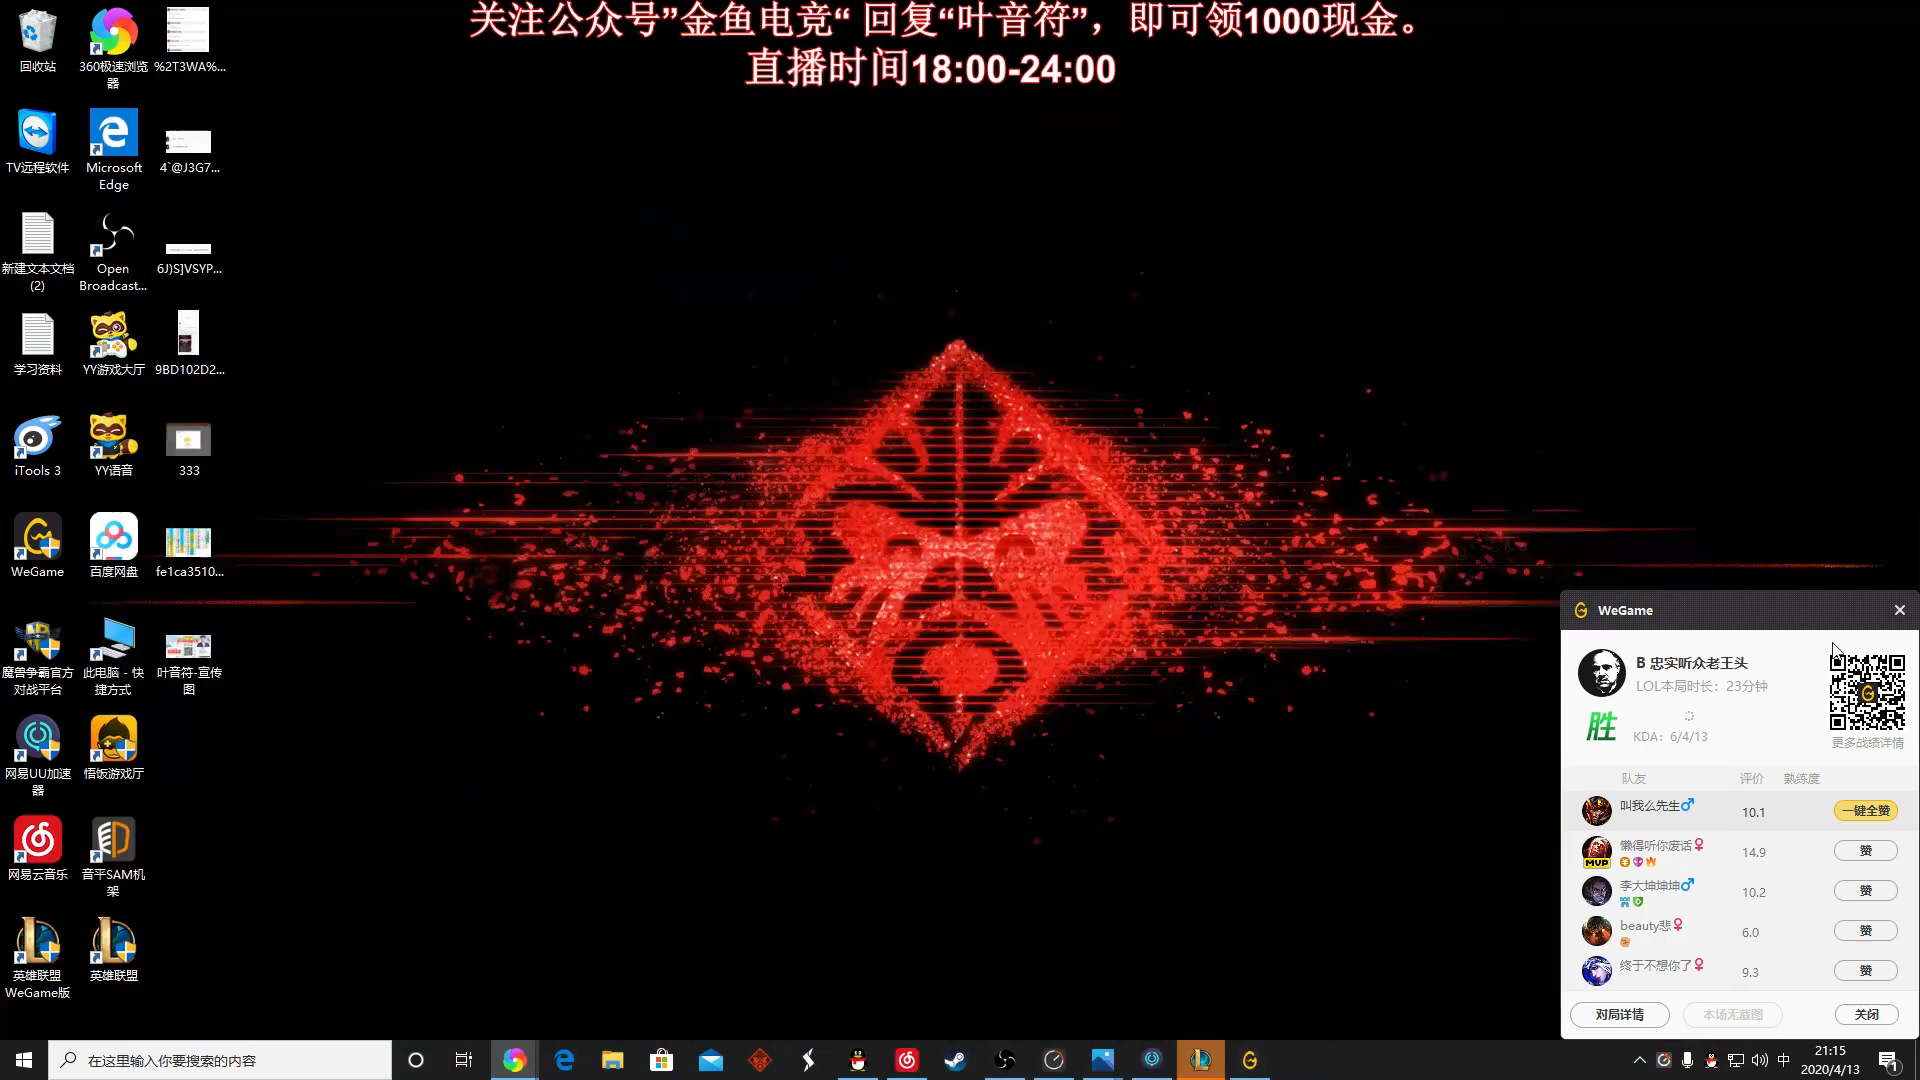 关注公众号”金鱼电竞“ 回复“叶音符”，即可领1000现金。
直播时间18:00-24:00
回收站
360极速浏览
器
%2T3WA%...
TV远程软件
Microsoft
Edge
4`@J3G7...
新建文本文档
(2)
Open
Broadcast...
6J)S]VSYP...
学习资料
YY游戏大厅
9BD102D2...
iTools 3
YY语音
333
WeGame
百度网盘
fe1ca3510...
魔兽争霸官方
对战平台
此电脑 - 快
捷方式
叶音符-宣传
图
网易UU加速
器
悟饭游戏厅
网易云音乐
音平SAM机
架
英雄联盟
WeGame版
英雄联盟
WeGame
B 忠实听众老王头
LOL本局时长：23分钟
胜
KDA：6/4/13
更多战绩详情
队友 评价 熟练度
叫我么先生 10.1 一键全赞
MVP 懒得听你废话 14.9 赞
李大坤坤坤 10.2 赞
beauty悲 6.0 赞
终于不想你了 9.3 赞
对局详情 本场无截图 关闭
在这里输入你要搜索的内容
中
21:15
2020/4/13
1